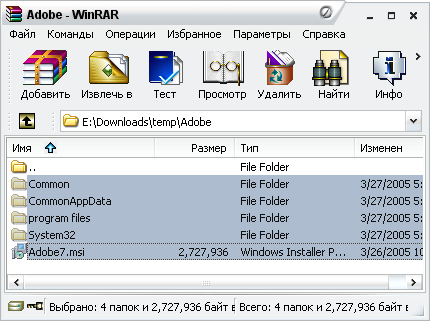 Adobe - WinRAR
Файл Команды Операции Избранное Параметры Справка
Добавить Извлечь в Тест Просмотр Удалить Найти Инфо
E:\Downloads\temp\Adobe
Имя Размер Тип Изменен
.. File Folder
Common File Folder 3/27/2005 5:
CommonAppData File Folder 3/27/2005 5:
program files File Folder 3/27/2005 5:
System32 File Folder 3/27/2005 5:
Adobe7.msi 2,727,936 Windows Installer P... 3/26/2005 10
Выбрано: 4 папок и 2,727,936 байт в Всего: 4 папок и 2,727,936 байт в